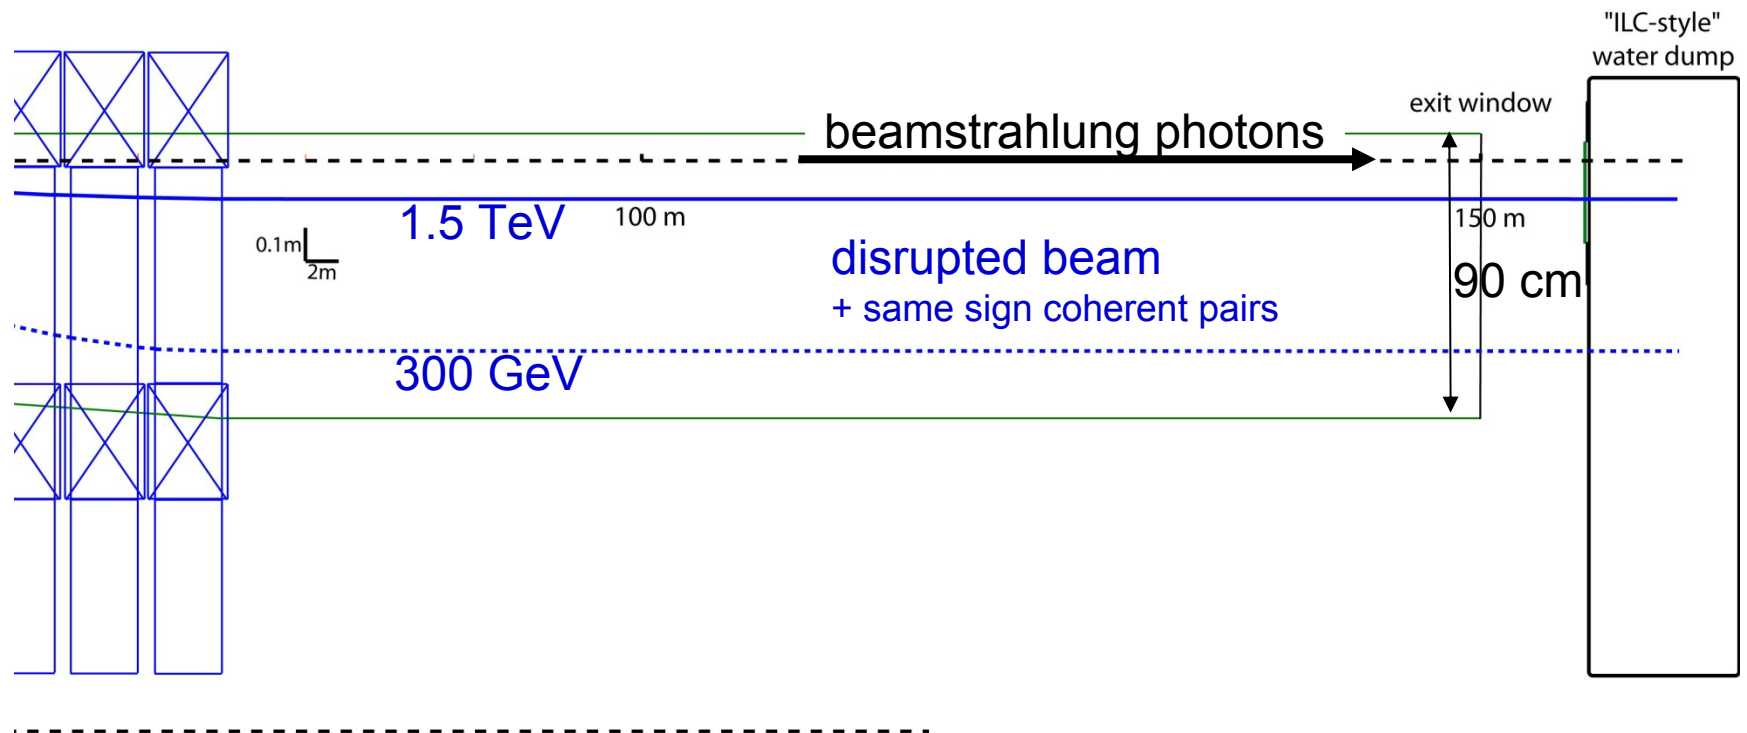 "ILC-style"
water dump
exit window
beamstrahlung photons
1.5 TeV
100 m
150 m
0.1m
2m
disrupted beam
90 cm
+ same sign coherent pairs
300 GeV